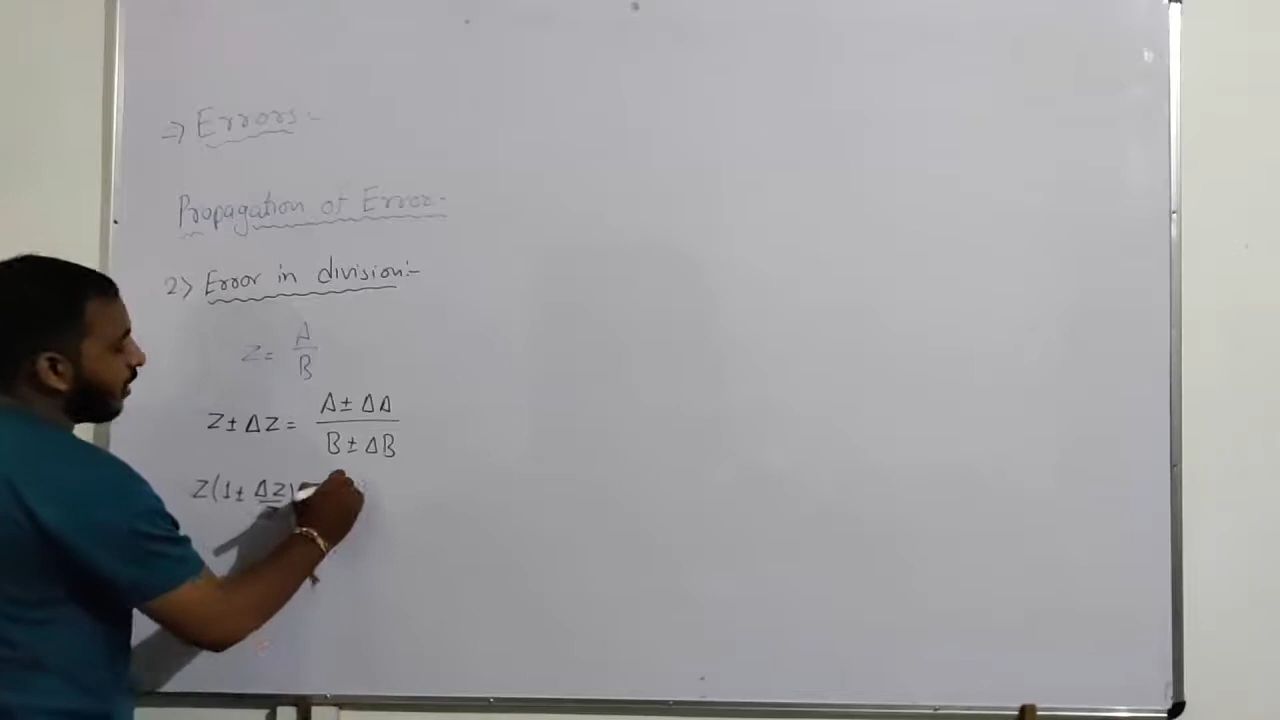 => Errors:-
Propagation of Error:-
2> Error in division:-
Z = A/B
Z ± ΔZ = (A ± ΔA)/(B ± ΔB)
Z(1 ± ΔZ/Z)